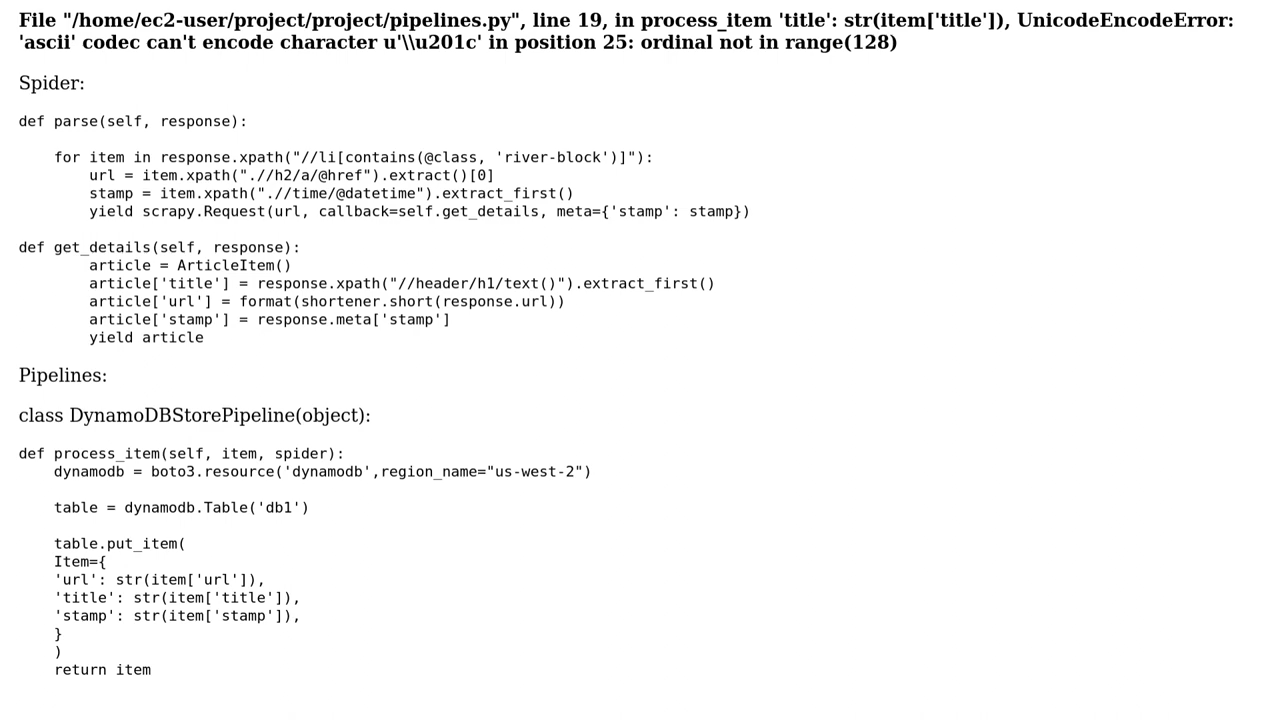 File "/home/ec2-user/project/project/pipelines.py", line 19, in process_item 'title': str(item['title']), UnicodeEncodeError:
'ascii' codec can't encode character u'\\u201c' in position 25: ordinal not in range(128)
Spider:
def parse(self, response):
    for item in response.xpath("//li[contains(@class, 'river-block')]"):
        url = item.xpath(".//h2/a/@href").extract()[0]
        stamp = item.xpath(".//time/@datetime").extract_first()
        yield scrapy.Request(url, callback=self.get_details, meta={'stamp': stamp})
def get_details(self, response):
        article = ArticleItem()
        article['title'] = response.xpath("//header/h1/text()").extract_first()
        article['url'] = format(shortener.short(response.url))
        article['stamp'] = response.meta['stamp']
        yield article
Pipelines:
class DynamoDBStorePipeline(object):
def process_item(self, item, spider):
    dynamodb = boto3.resource('dynamodb',region_name="us-west-2")
    table = dynamodb.Table('db1')
    table.put_item(
    Item={
    'url': str(item['url']),
    'title': str(item['title']),
    'stamp': str(item['stamp']),
    }
    )
    return item